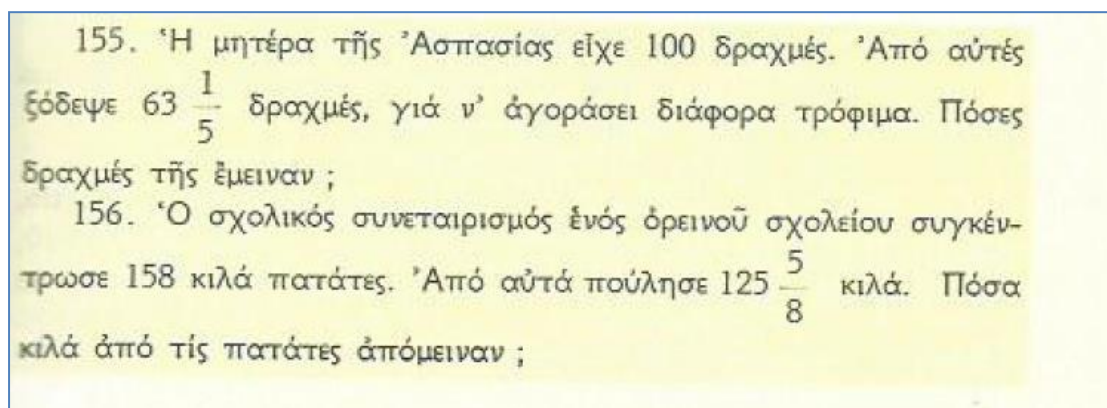 155. Ἡ μητέρα τῆς Ἀσπασίας εἶχε 100 δραχμές. Ἀπό αὐτές
ξόδεψε 63 1/5 δραχμές, γιά ν' ἀγοράσει διάφορα τρόφιμα. Πόσες
δραχμές τῆς ἔμειναν ;
156. Ὁ σχολικός συνεταιρισμός ἑνός ὀρεινοῦ σχολείου συγκέν-
τρωσε 158 κιλά πατάτες. Ἀπό αὐτά πούλησε 125 5/8 κιλά. Πόσα
κιλά ἀπό τίς πατάτες ἀπόμειναν ;